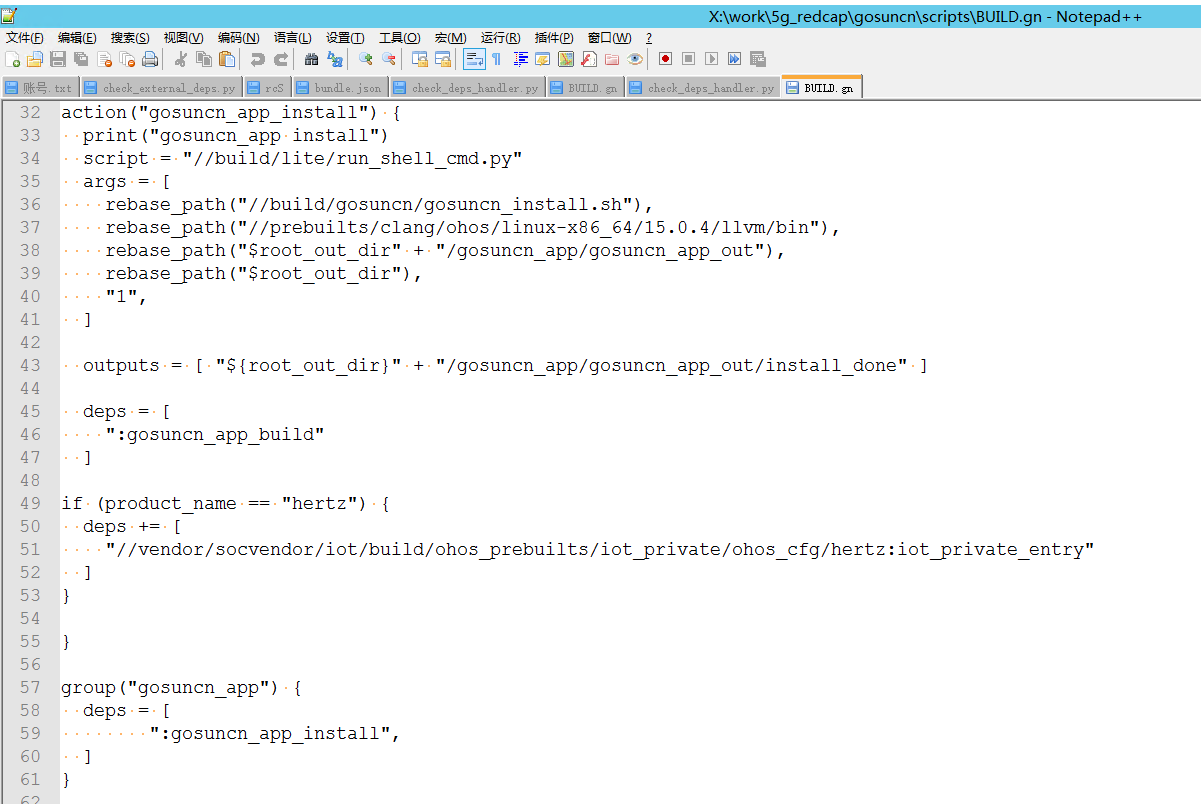 X:\work\5g_redcap\gosuncn\scripts\BUILD.gn - Notepad++
文件(F) 编辑(E) 搜索(S) 视图(V) 编码(N) 语言(L) 设置(T) 工具(O) 宏(M) 运行(R) 插件(P) 窗口(W) ?
账号.txt check_external_deps.py rcS bundle.json check_deps_handler.py BUILD.gn check_deps_handler.py BUILD.gn
32 action("gosuncn_app_install") {
33   print("gosuncn_app install")
34   script = "//build/lite/run_shell_cmd.py"
35   args = [
36     rebase_path("//build/gosuncn/gosuncn_install.sh"),
37     rebase_path("//prebuilts/clang/ohos/linux-x86_64/15.0.4/llvm/bin"),
38     rebase_path("$root_out_dir" + "/gosuncn_app/gosuncn_app_out"),
39     rebase_path("$root_out_dir"),
40     "1",
41   ]
42
43   outputs = [ "${root_out_dir}" + "/gosuncn_app/gosuncn_app_out/install_done" ]
44
45   deps = [
46     ":gosuncn_app_build"
47   ]
48
49 if (product_name == "hertz") {
50   deps += [
51     "//vendor/socvendor/iot/build/ohos_prebuilts/iot_private/ohos_cfg/hertz:iot_private_entry"
52   ]
53 }
54
55 }
56
57 group("gosuncn_app") {
58   deps = [
59         ":gosuncn_app_install",
60   ]
61 }
62